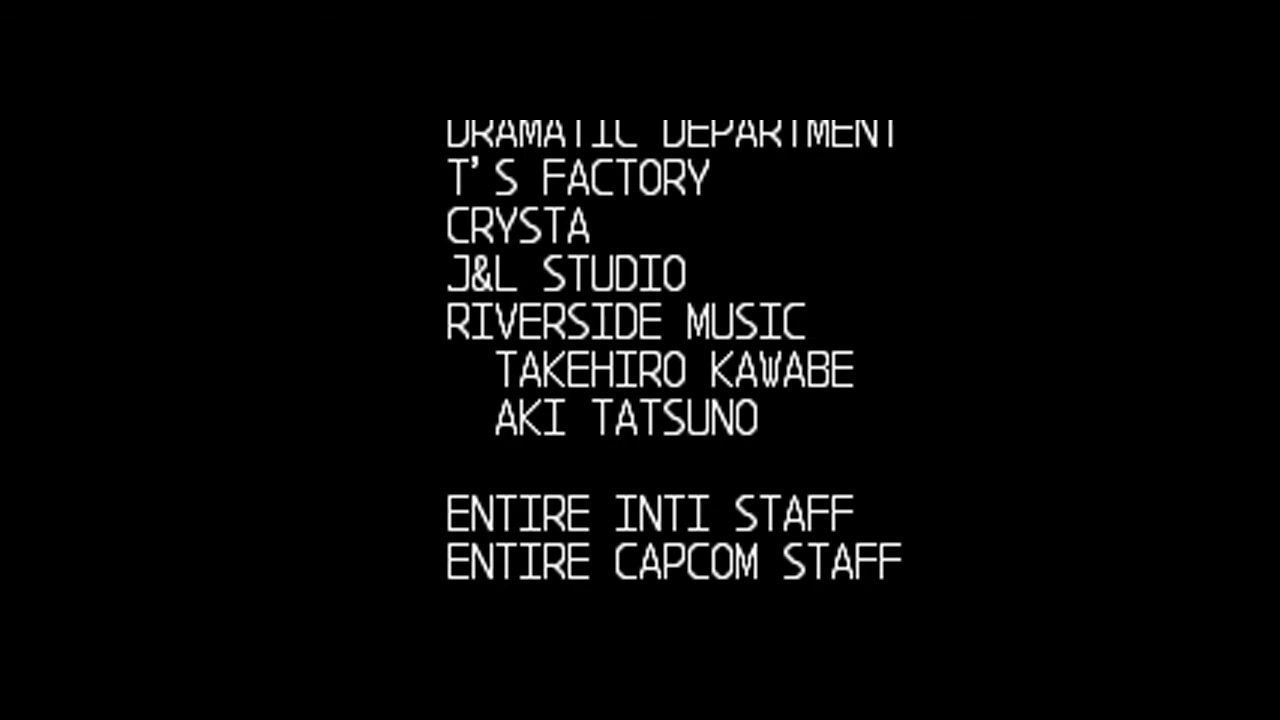 DRAMATIC DEPARTMENT
T'S FACTORY
CRYSTA
J&L STUDIO
RIVERSIDE MUSIC
TAKEHIRO KAWABE
AKI TATSUNO
ENTIRE INTI STAFF
ENTIRE CAPCOM STAFF